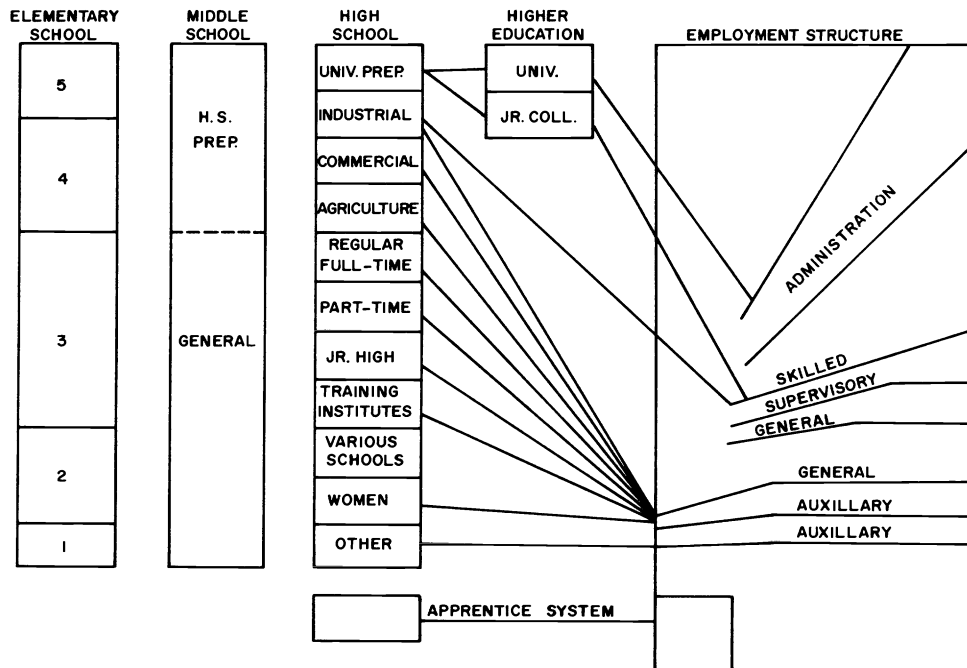 ELEMENTARY
SCHOOL
MIDDLE
SCHOOL
HIGH
SCHOOL
HIGHER
EDUCATION
EMPLOYMENT STRUCTURE
5
4
3
2
1
H. S.
PREP.
GENERAL
UNIV. PREP.
INDUSTRIAL
COMMERCIAL
AGRICULTURE
REGULAR
FULL-TIME
PART-TIME
JR. HIGH
TRAINING
INSTITUTES
VARIOUS
SCHOOLS
WOMEN
OTHER
UNIV.
JR. COLL.
ADMINISTRATION
SKILLED
SUPERVISORY
GENERAL
GENERAL
AUXILLARY
AUXILLARY
APPRENTICE SYSTEM